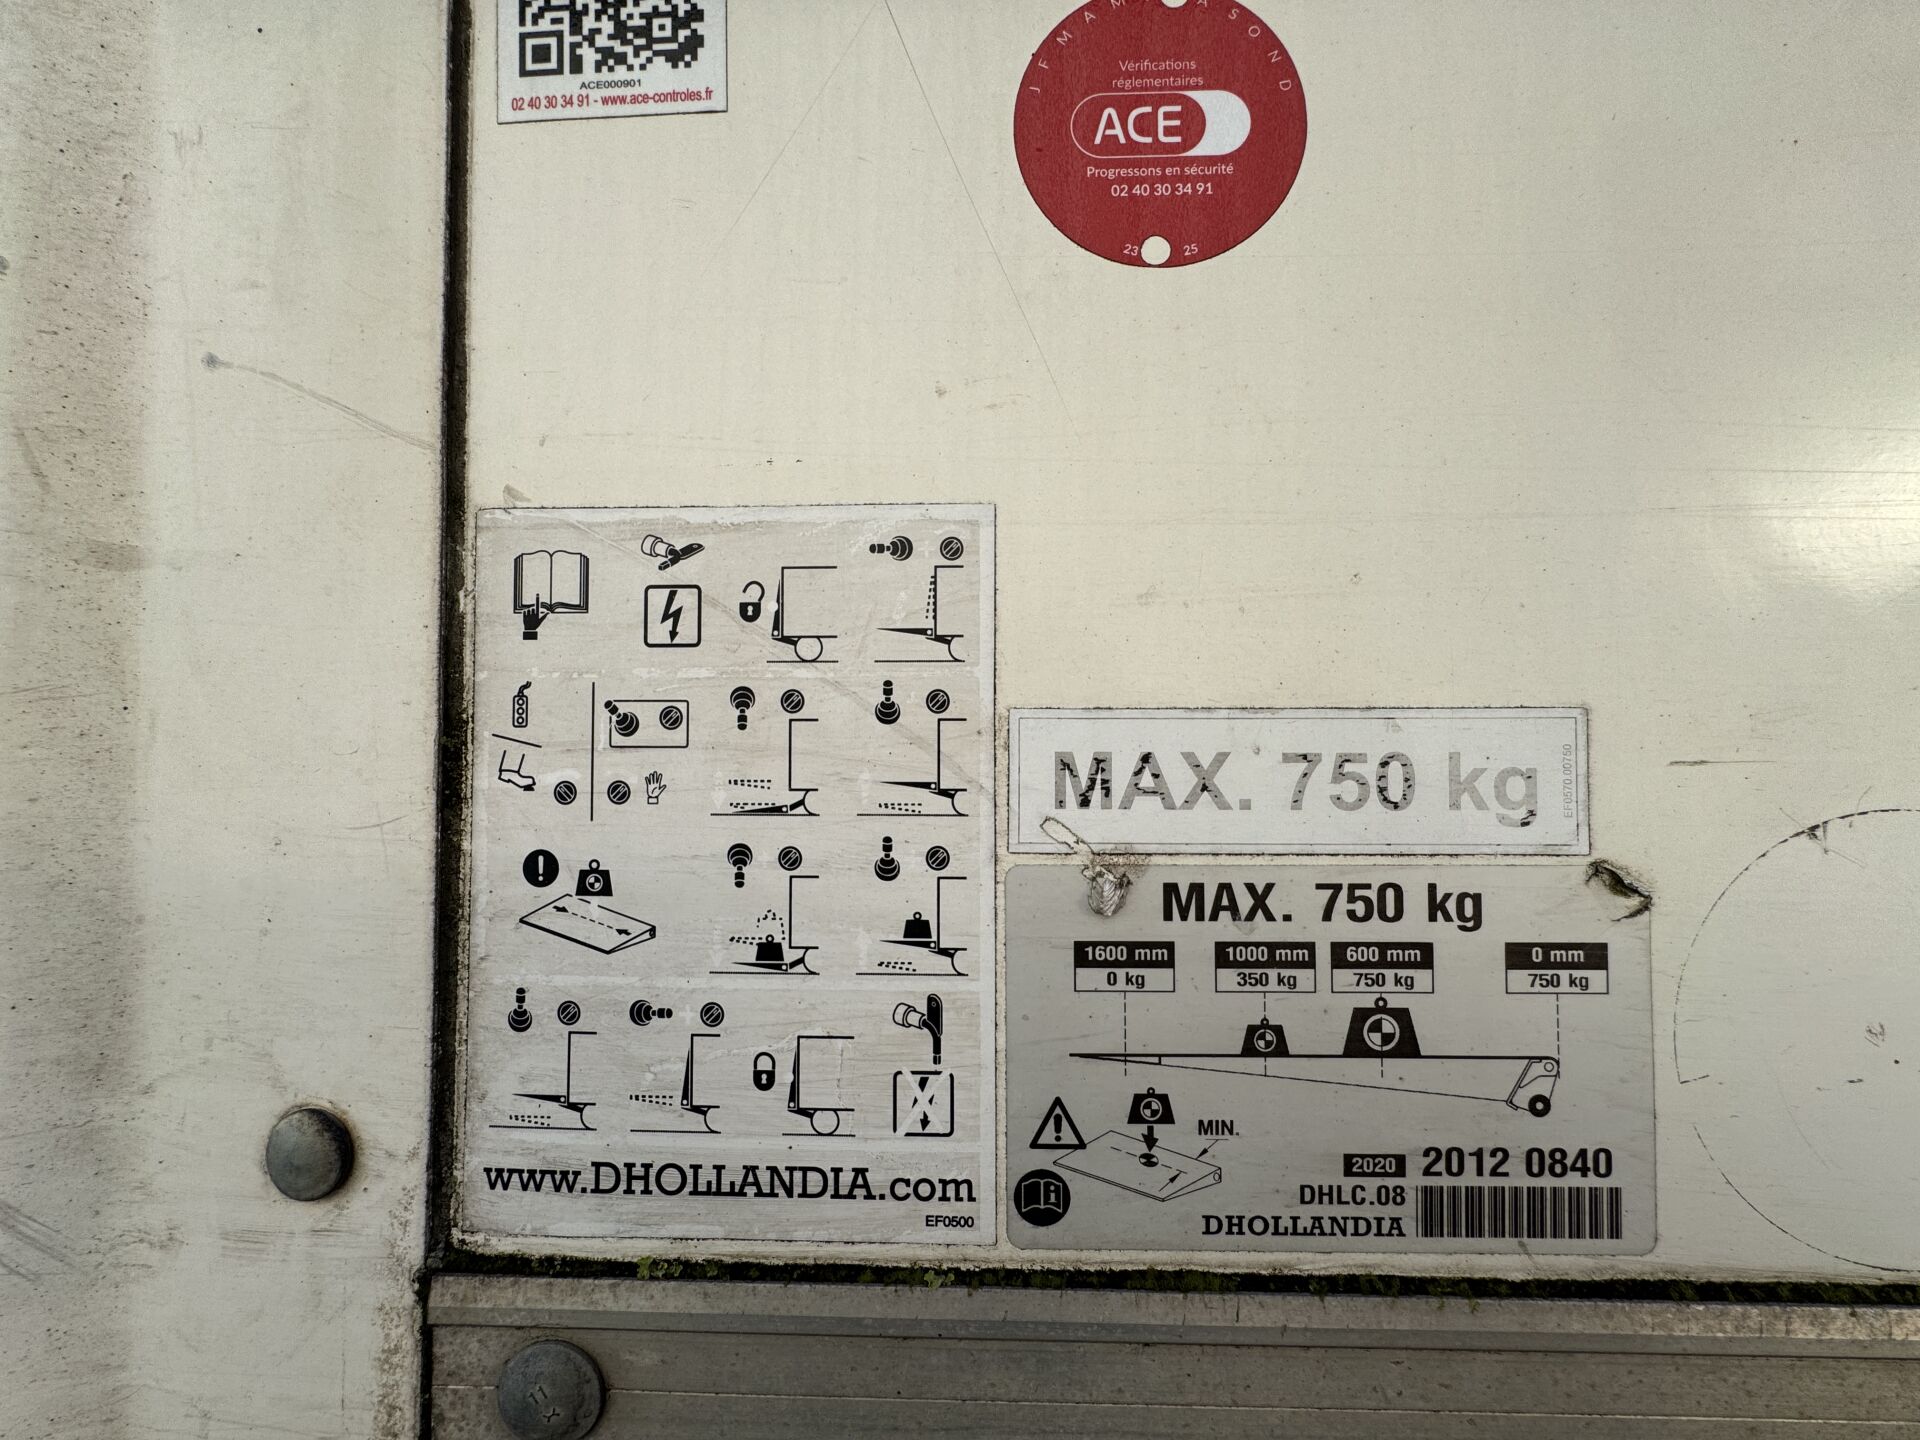 ACE000901
02 40 30 34 91 - www.ace-controles.fr
J F M A M A S O N D
Vérifications
réglementaires
ACE
Progressons en sécurité
02 40 30 34 91
23 25
MAX. 750 kg
EF0570.00750
MAX. 750 kg
1600 mm 1000 mm 600 mm 0 mm
0 kg 350 kg 750 kg 750 kg
MIN.
2020 2012 0840
DHLC.08
DHOLLANDIA
www.DHOLLANDIA.com
EF0500
11
Y